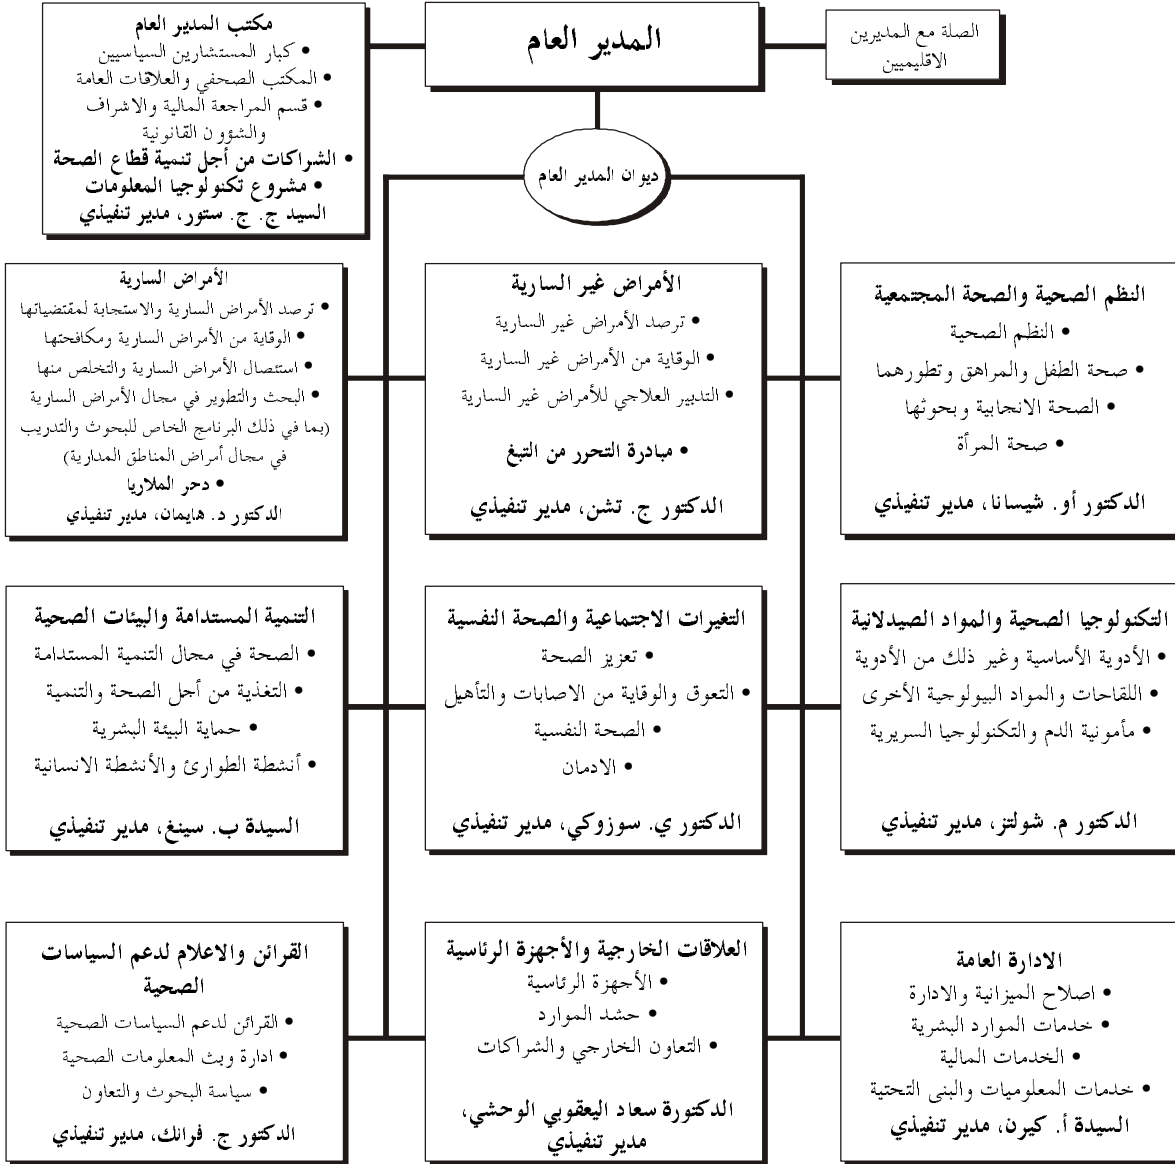 المدير العام
الصلة مع المديرين
الاقليميين
مكتب المدير العام
• كبار المستشارين السياسيين
• المكتب الصحفي والعلاقات العامة
• قسم المراجعة المالية والاشراف
والشؤون القانونية
• الشراكات من أجل تنمية قطاع الصحة
• مشروع تكنولوجيا المعلومات
السيد ج. ج. ستور، مدير تنفيذي
ديوان المدير العام
النظم الصحية والصحة المجتمعية
• النظم الصحية
• صحة الطفل والمراهق وتطورهما
• الصحة الانجابية وبحوثها
• صحة المرأة
الدكتور أو. شيسانا، مدير تنفيذي
الأمراض غير السارية
• ترصد الأمراض غير السارية
• الوقاية من الأمراض غير السارية
• التدبير العلاجي للأمراض غير السارية
• مبادرة التحرر من التبغ
الدكتور ج. تشن، مدير تنفيذي
الأمراض السارية
• ترصد الأمراض السارية والاستجابة لمقتضياتها
• الوقاية من الأمراض السارية ومكافحتها
• استئصال الأمراض السارية والتخلص منها
• البحث والتطوير في مجال الأمراض السارية
(بما في ذلك البرنامج الخاص للبحوث والتدريب
في مجال أمراض المناطق المدارية)
• دحر الملاريا
الدكتور د. هايمان، مدير تنفيذي
التكنولوجيا الصحية والمواد الصيدلانية
• الأدوية الأساسية وغير ذلك من الأدوية
• اللقاحات والمواد البيولوجية الأخرى
• مأمونية الدم والتكنولوجيا السريرية
الدكتور م. شولتز، مدير تنفيذي
التغيرات الاجتماعية والصحة النفسية
• تعزيز الصحة
• التعوق والوقاية من الاصابات والتأهيل
• الصحة النفسية
• الادمان
الدكتور ي. سوزوكي، مدير تنفيذي
التنمية المستدامة والبيئات الصحية
• الصحة في مجال التنمية المستدامة
• التغذية من أجل الصحة والتنمية
• حماية البيئة البشرية
• أنشطة الطوارئ والأنشطة الانسانية
السيدة ب. سينغ، مدير تنفيذي
الادارة العامة
• اصلاح الميزانية والادارة
• خدمات الموارد البشرية
• الخدمات المالية
• خدمات المعلوميات والبنى التحتية
السيدة أ. كيرن، مدير تنفيذي
العلاقات الخارجية والأجهزة الرئاسية
• الأجهزة الرئاسية
• حشد الموارد
• التعاون الخارجي والشراكات
الدكتورة سعاد اليعقوبي الوحشي،
مدير تنفيذي
القرائن والاعلام لدعم السياسات
الصحية
• القرائن لدعم السياسات الصحية
• ادارة وبث المعلومات الصحية
• سياسة البحوث والتعاون
الدكتور ج. فرانك، مدير تنفيذي